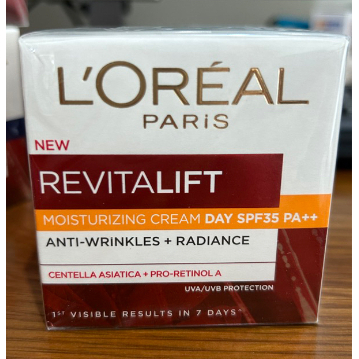 L'ORÉAL
PARIS
NEW
REVITALIFT
MOISTURIZING CREAM DAY SPF35 PA++
ANTI-WRINKLES + RADIANCE
CENTELLA ASIATICA + PRO-RETINOL A
UVA/UVB PROTECTION
1ST VISIBLE RESULTS IN 7 DAYS*